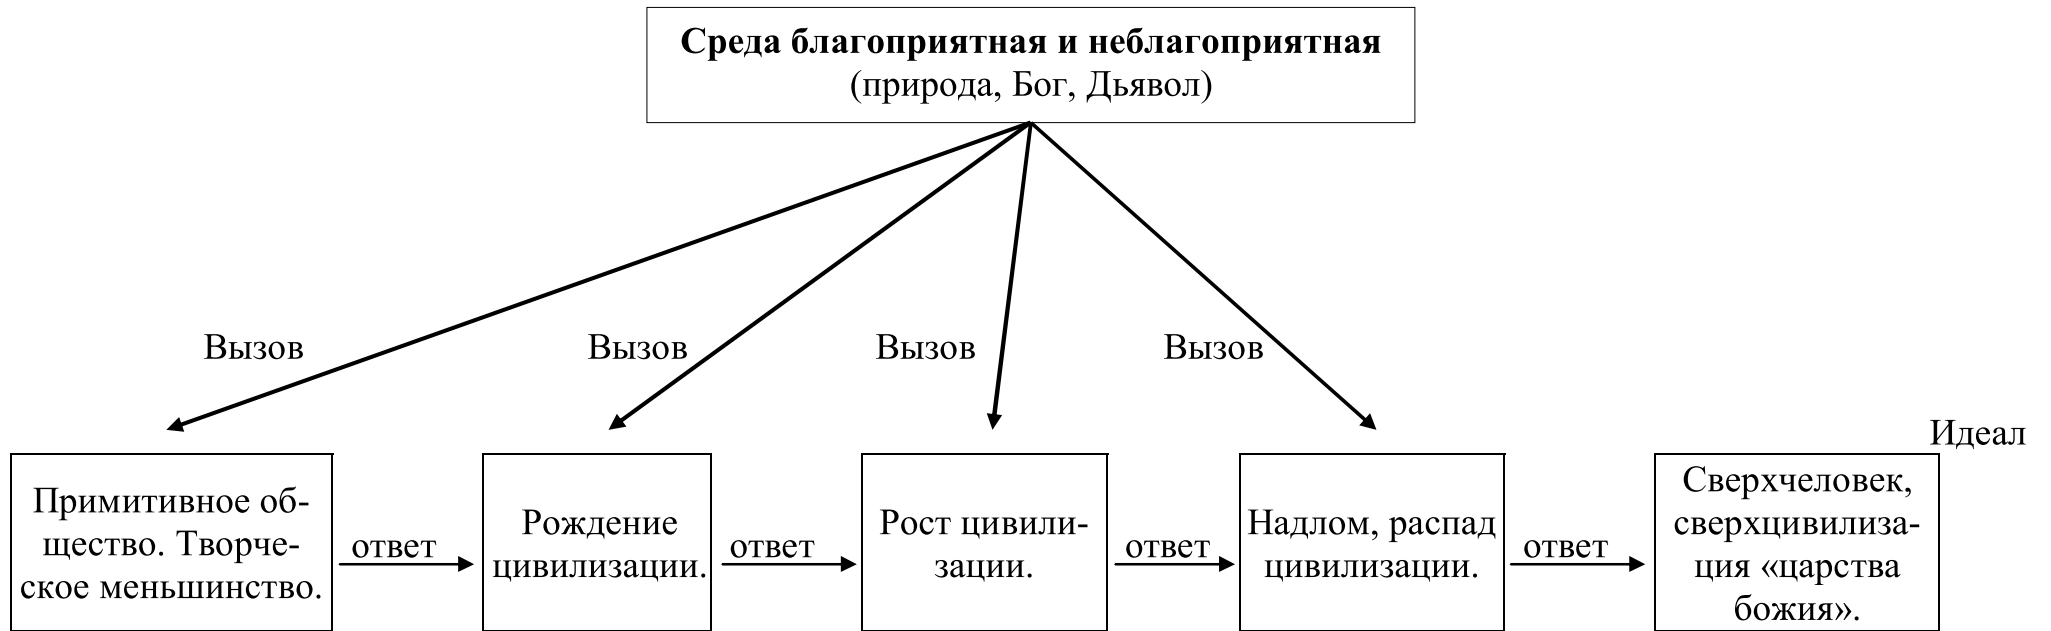 Среда благоприятная и неблагоприятная
(природа, Бог, Дьявол)
Вызов
Вызов
Вызов
Вызов
Идеал
Примитивное об-
щество. Творче-
ское меньшинство.
ответ
Рождение
цивилизации.
ответ
Рост цивили-
зации.
ответ
Надлом, распад
цивилизации.
ответ
Сверхчеловек,
сверхцивилиза-
ция «царства
божия».